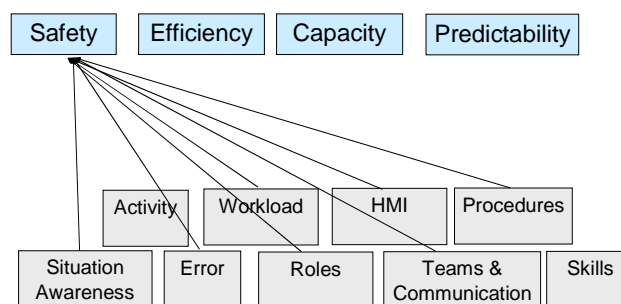 Safety
Efficiency
Capacity
Predictability
Activity
Workload
HMI
Procedures
Situation
Awareness
Error
Roles
Teams &
Communication
Skills